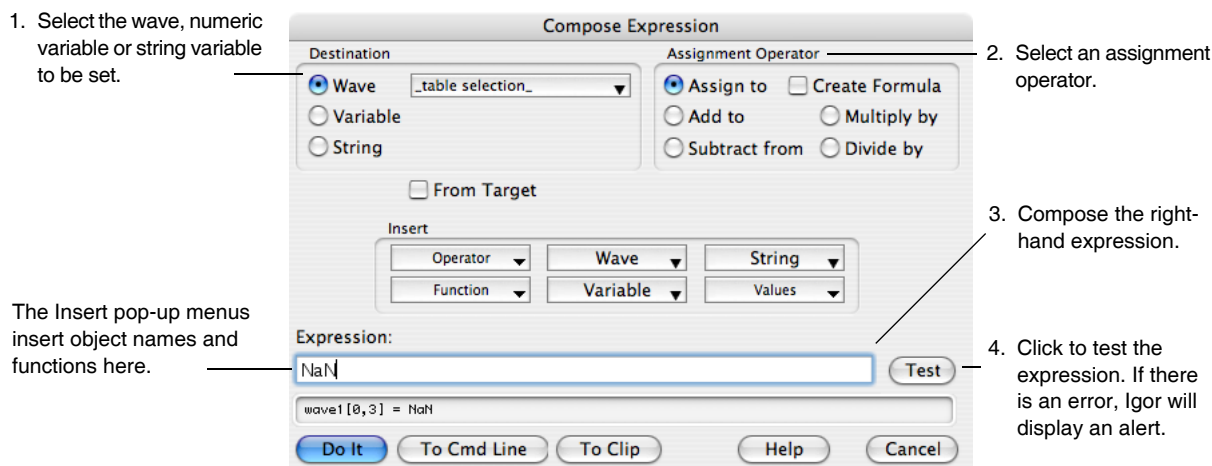 1. Select the wave, numeric
variable or string variable
to be set.
Compose Expression
Destination
Wave
_table selection_
Variable
String
Assignment Operator
Assign to
Create Formula
Add to
Multiply by
Subtract from
Divide by
2. Select an assignment
operator.
From Target
Insert
Operator
Wave
String
Function
Variable
Values
3. Compose the right-
hand expression.
The Insert pop-up menus
insert object names and
functions here.
Expression:
NaN
Test
4. Click to test the
expression. If there
is an error, Igor will
display an alert.
wave1[0,3] = NaN
Do It
To Cmd Line
To Clip
Help
Cancel